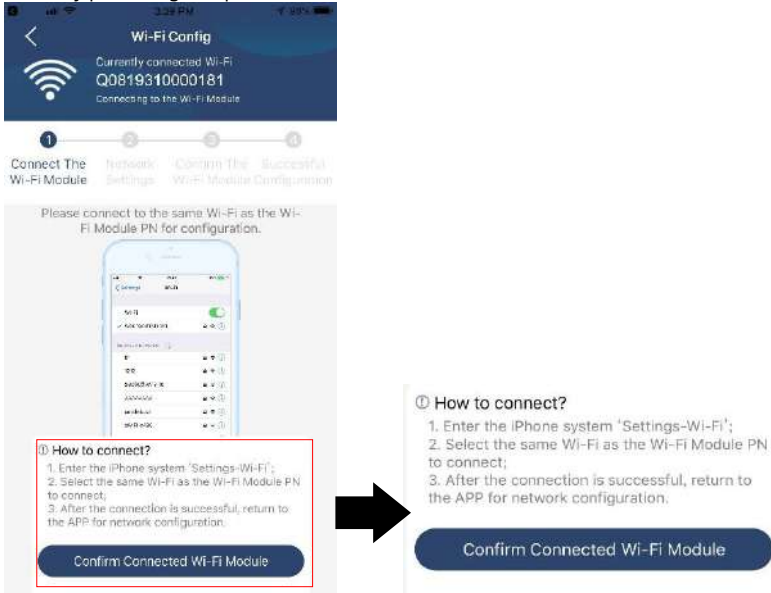 3:29 PM
Wi-Fi Config
Currently connected Wi-Fi
Q0819310000181
Connecting to the Wi-Fi Module
1
2
3
4
Connect The
Wi-Fi Module
Network
Settings
Confirm The
Wi-Fi Module
Successful
Configuration
Please connect to the same Wi-Fi as the Wi-
Fi Module PN for configuration.
Settings
Wi-Fi
Wi-Fi
① How to connect?
1. Enter the iPhone system 'Settings-Wi-Fi';
2. Select the same Wi-Fi as the Wi-Fi Module PN
to connect;
3. After the connection is successful, return to
the APP for network configuration.
Confirm Connected Wi-Fi Module
① How to connect?
1. Enter the iPhone system 'Settings-Wi-Fi';
2. Select the same Wi-Fi as the Wi-Fi Module PN
to connect;
3. After the connection is successful, return to
the APP for network configuration.
Confirm Connected Wi-Fi Module